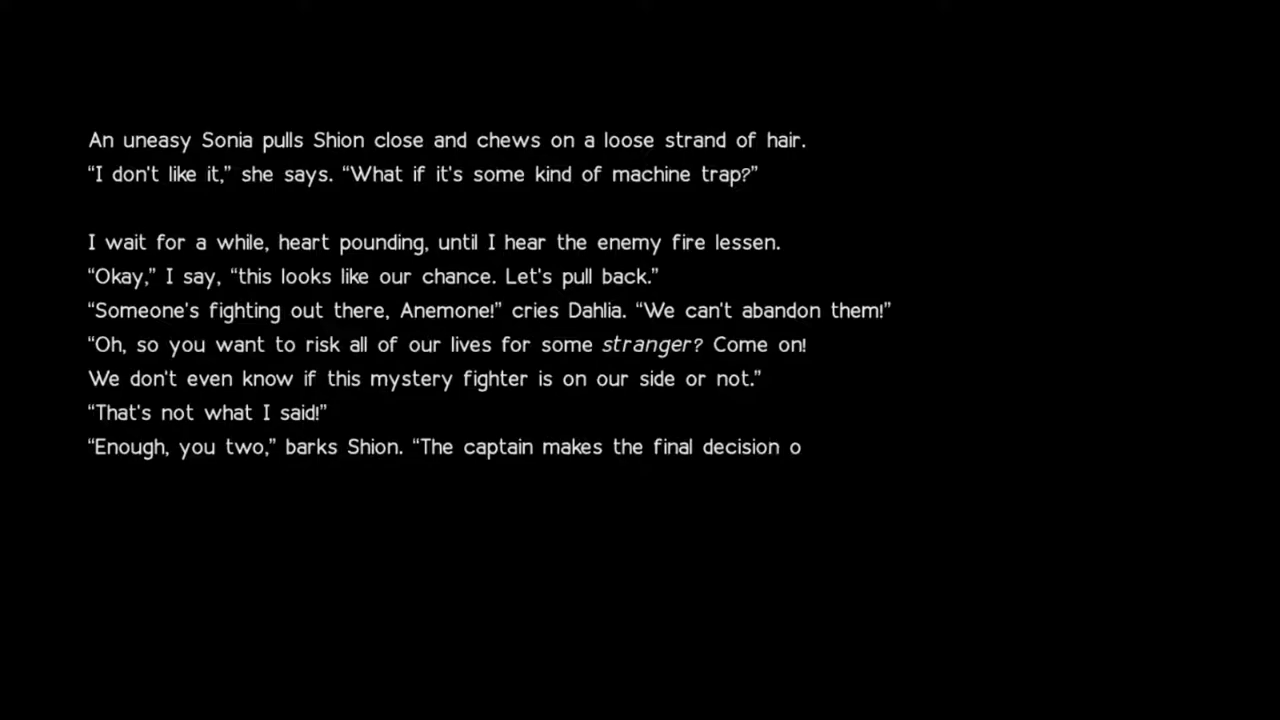 An uneasy Sonia pulls Shion close and chews on a loose strand of hair.
“I don't like it,” she says. “What if it's some kind of machine trap?”
I wait for a while, heart pounding, until I hear the enemy fire lessen.
“Okay,” I say, “this looks like our chance. Let's pull back.”
“Someone's fighting out there, Anemone!” cries Dahlia. “We can't abandon them!”
“Oh, so you want to risk all of our lives for some stranger? Come on!
We don't even know if this mystery fighter is on our side or not.”
“That's not what I said!”
“Enough, you two,” barks Shion. “The captain makes the final decision o